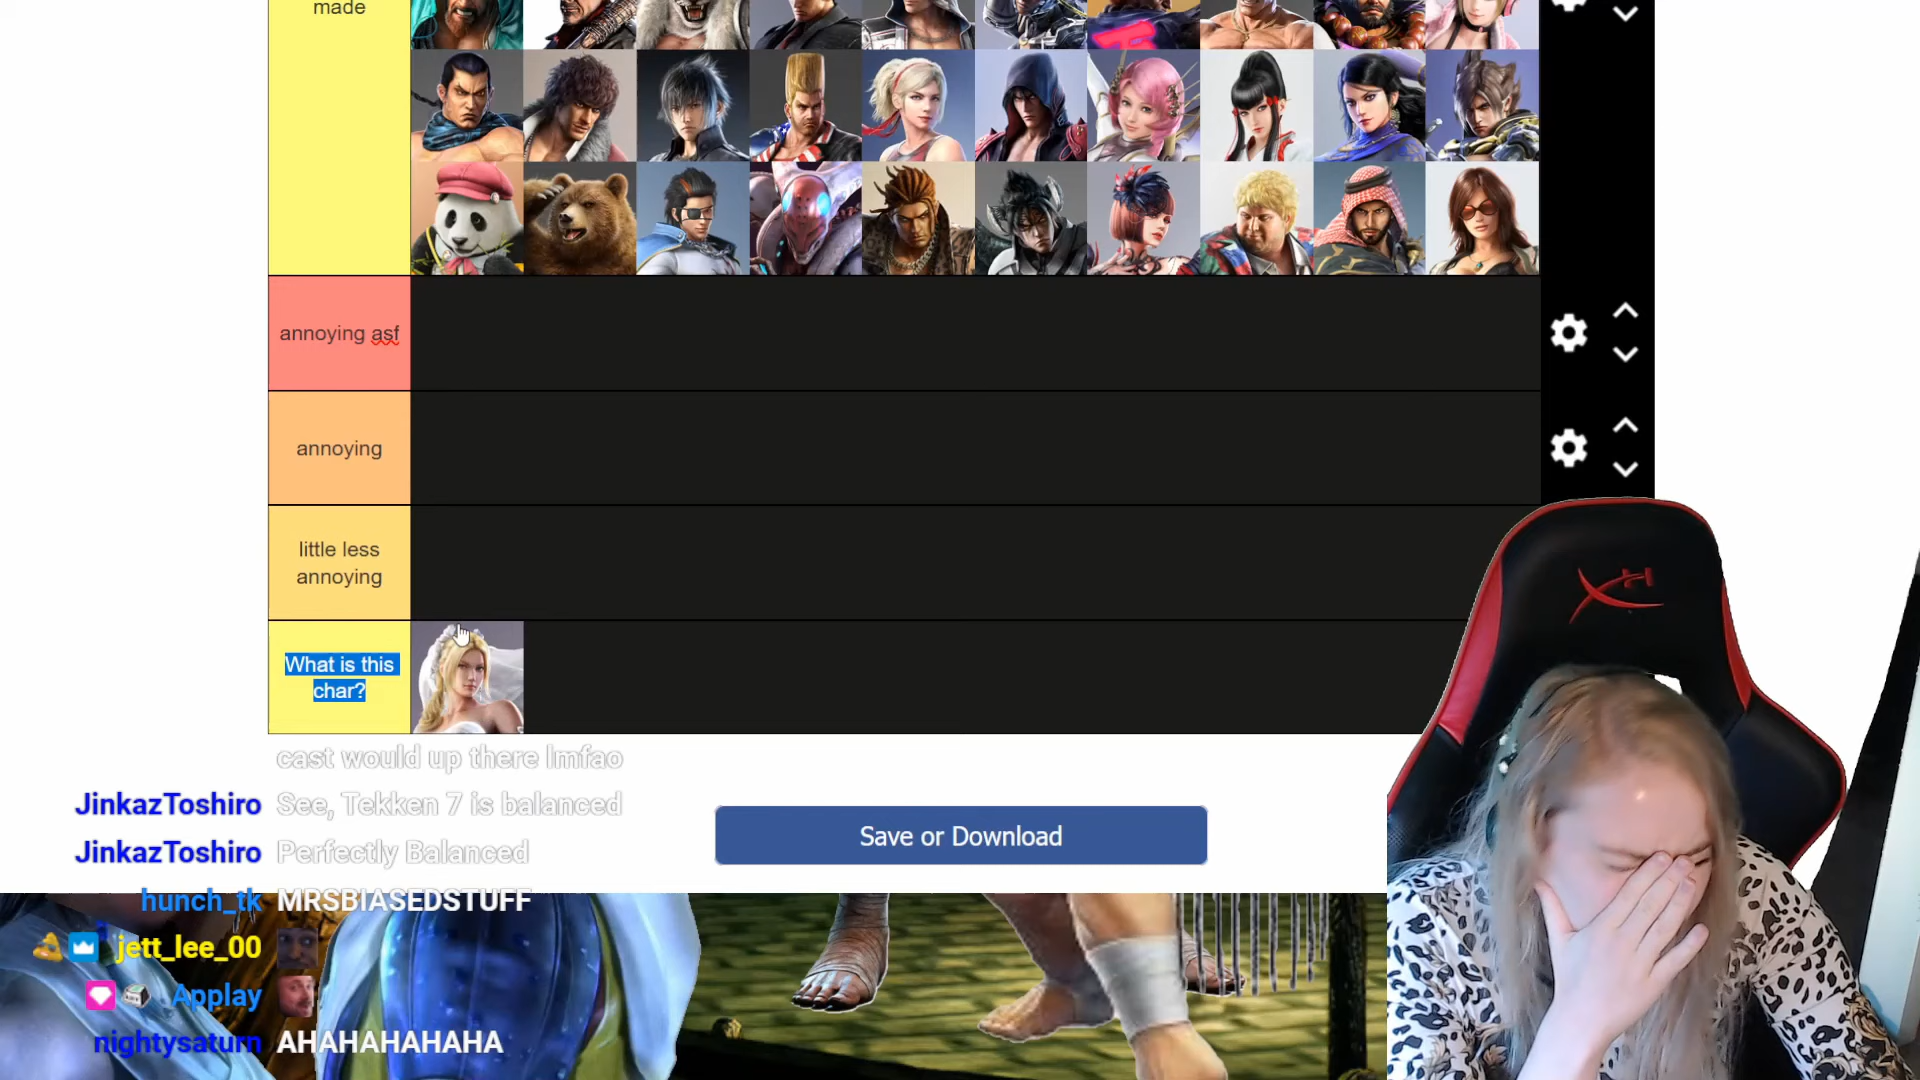 made
annoying asf
annoying
little less
annoying
What is this
char?
cast would up there lmfao
JinkazToshiro See, Tekken 7 is balanced
JinkazToshiro Perfectly Balanced
hunch_tk MRSBIASEDSTUFF
jett_lee_00
Applay
nightysaturn AHAHAHAHAHA
Save or Download